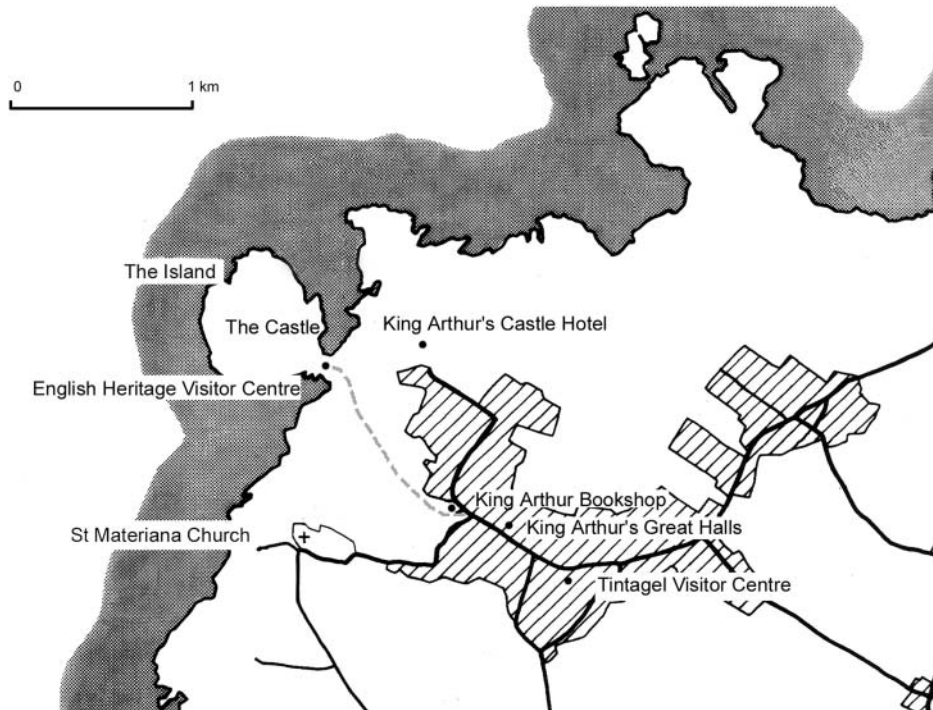 0
1 km
The Island
The Castle
King Arthur's Castle Hotel
English Heritage Visitor Centre
King Arthur Bookshop
King Arthur's Great Halls
St Materiana Church
Tintagel Visitor Centre